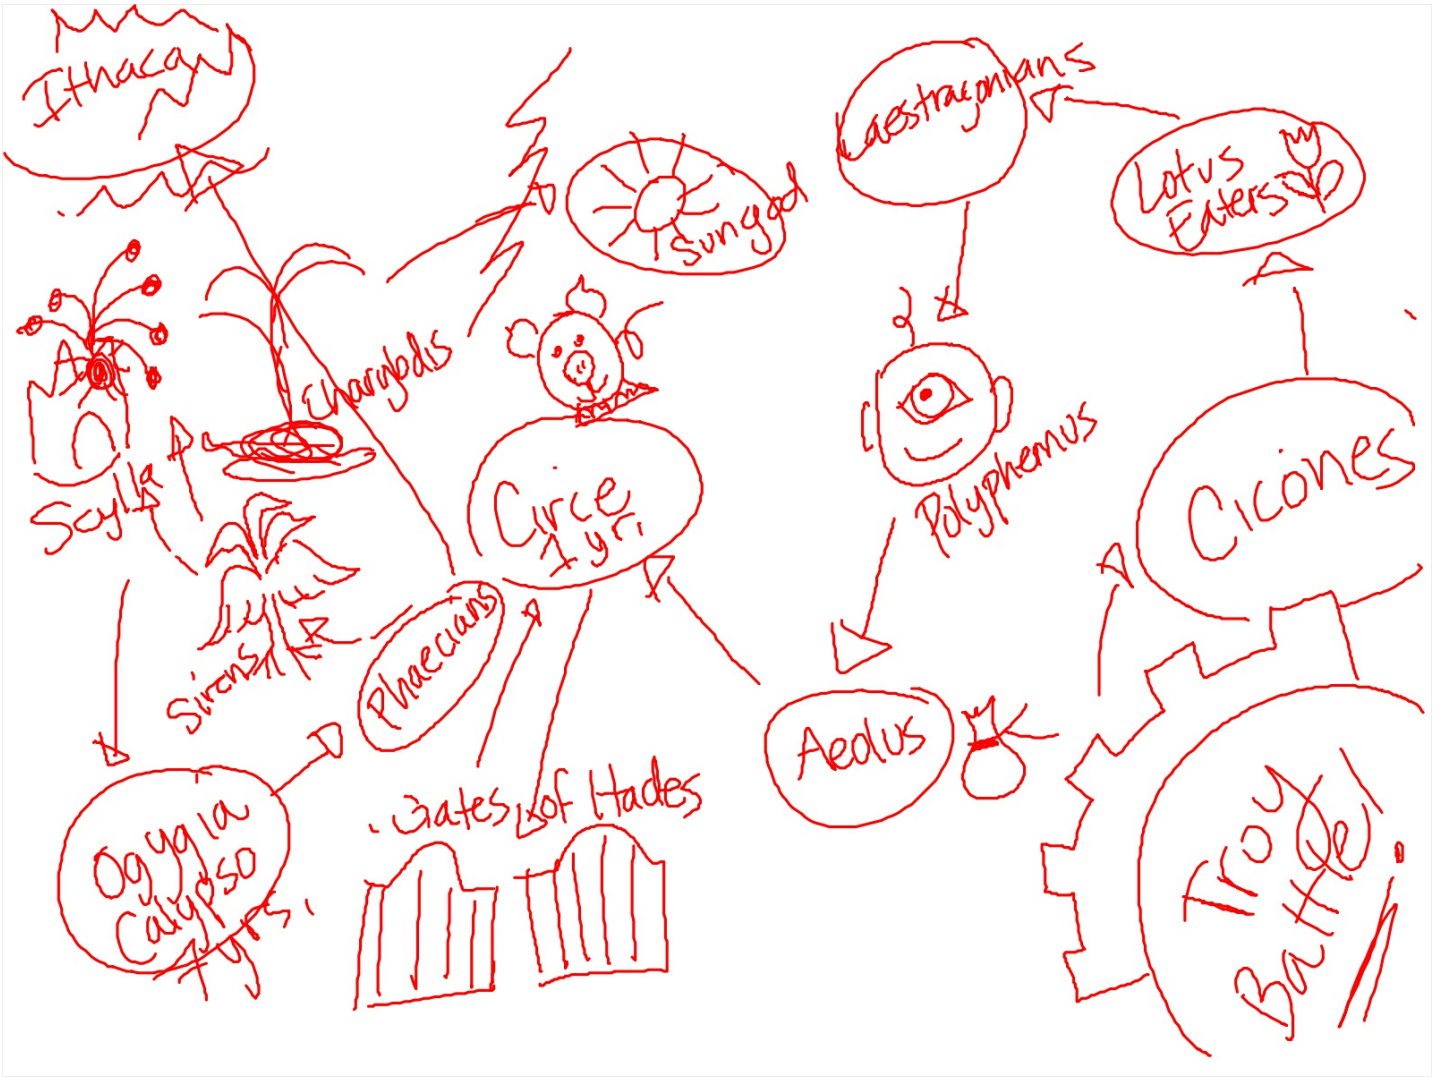 Ithacan
Laestragonians
Lotus
Eaters
Sungod
Charybdis
Scylla
Circe
1 yr.
Polyphemus
Cicones
Sirens
Phaecians
Aeolus
Gates of Hades
Ogygia
Calypso
7 yrs.
Troy
Battle!